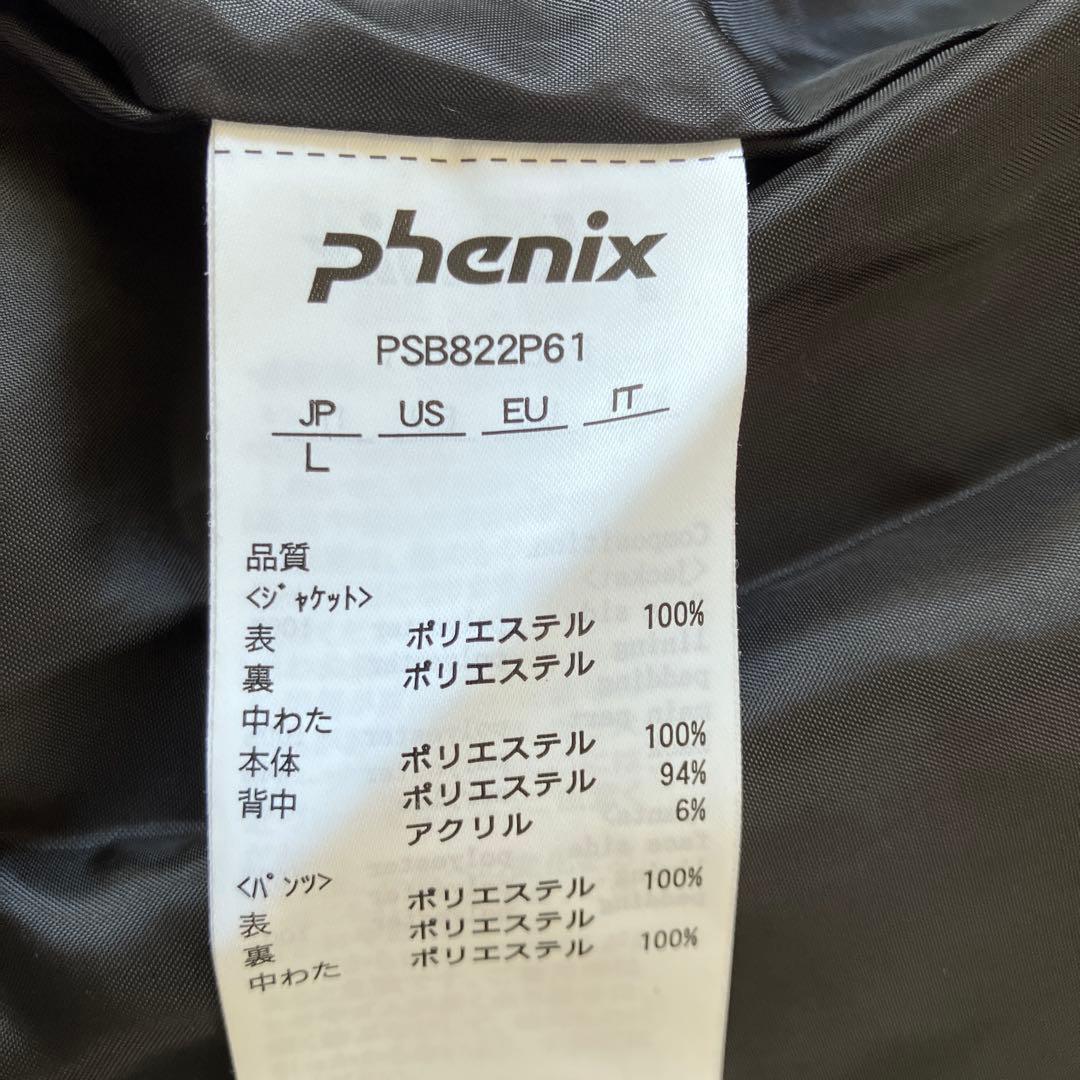 phenix
PSB822P61
JP US EU IT
L
品質
<ジャケット>
表 ポリエステル 100%
裏 ポリエステル
中わた
本体 ポリエステル 100%
背中 ポリエステル 94%
アクリル 6%
<パンツ>
表 ポリエステル 100%
裏 ポリエステル
中わた ポリエステル 100%